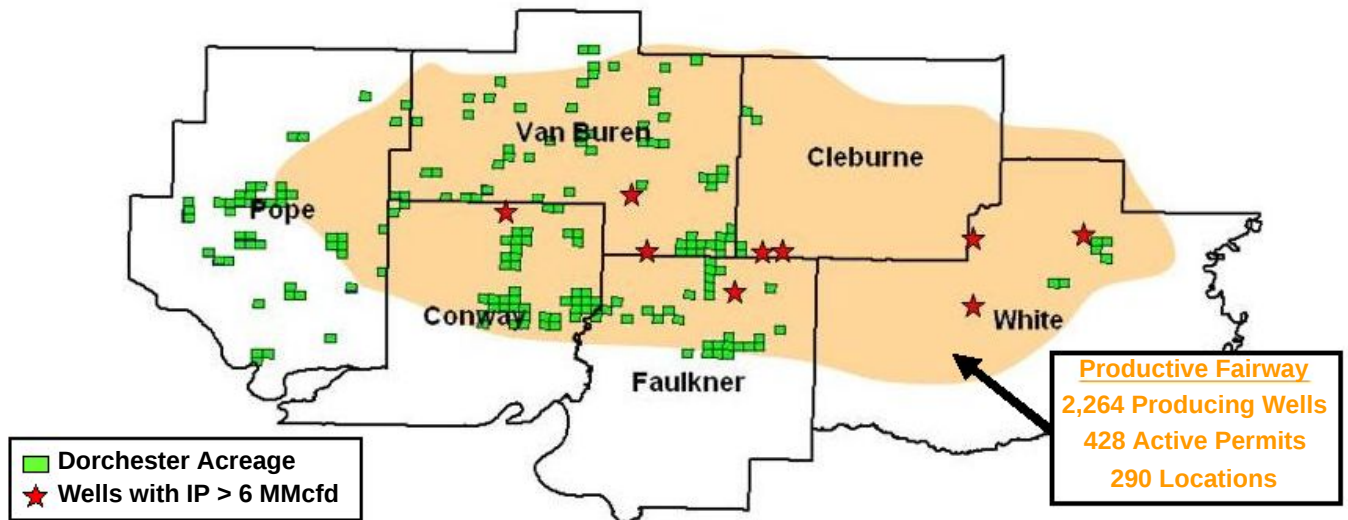 Van Buren
Cleburne
Pope
Conway
White
Faulkner
Productive Fairway
2,264 Producing Wells
428 Active Permits
290 Locations
Dorchester Acreage
Wells with IP > 6 MMcfd